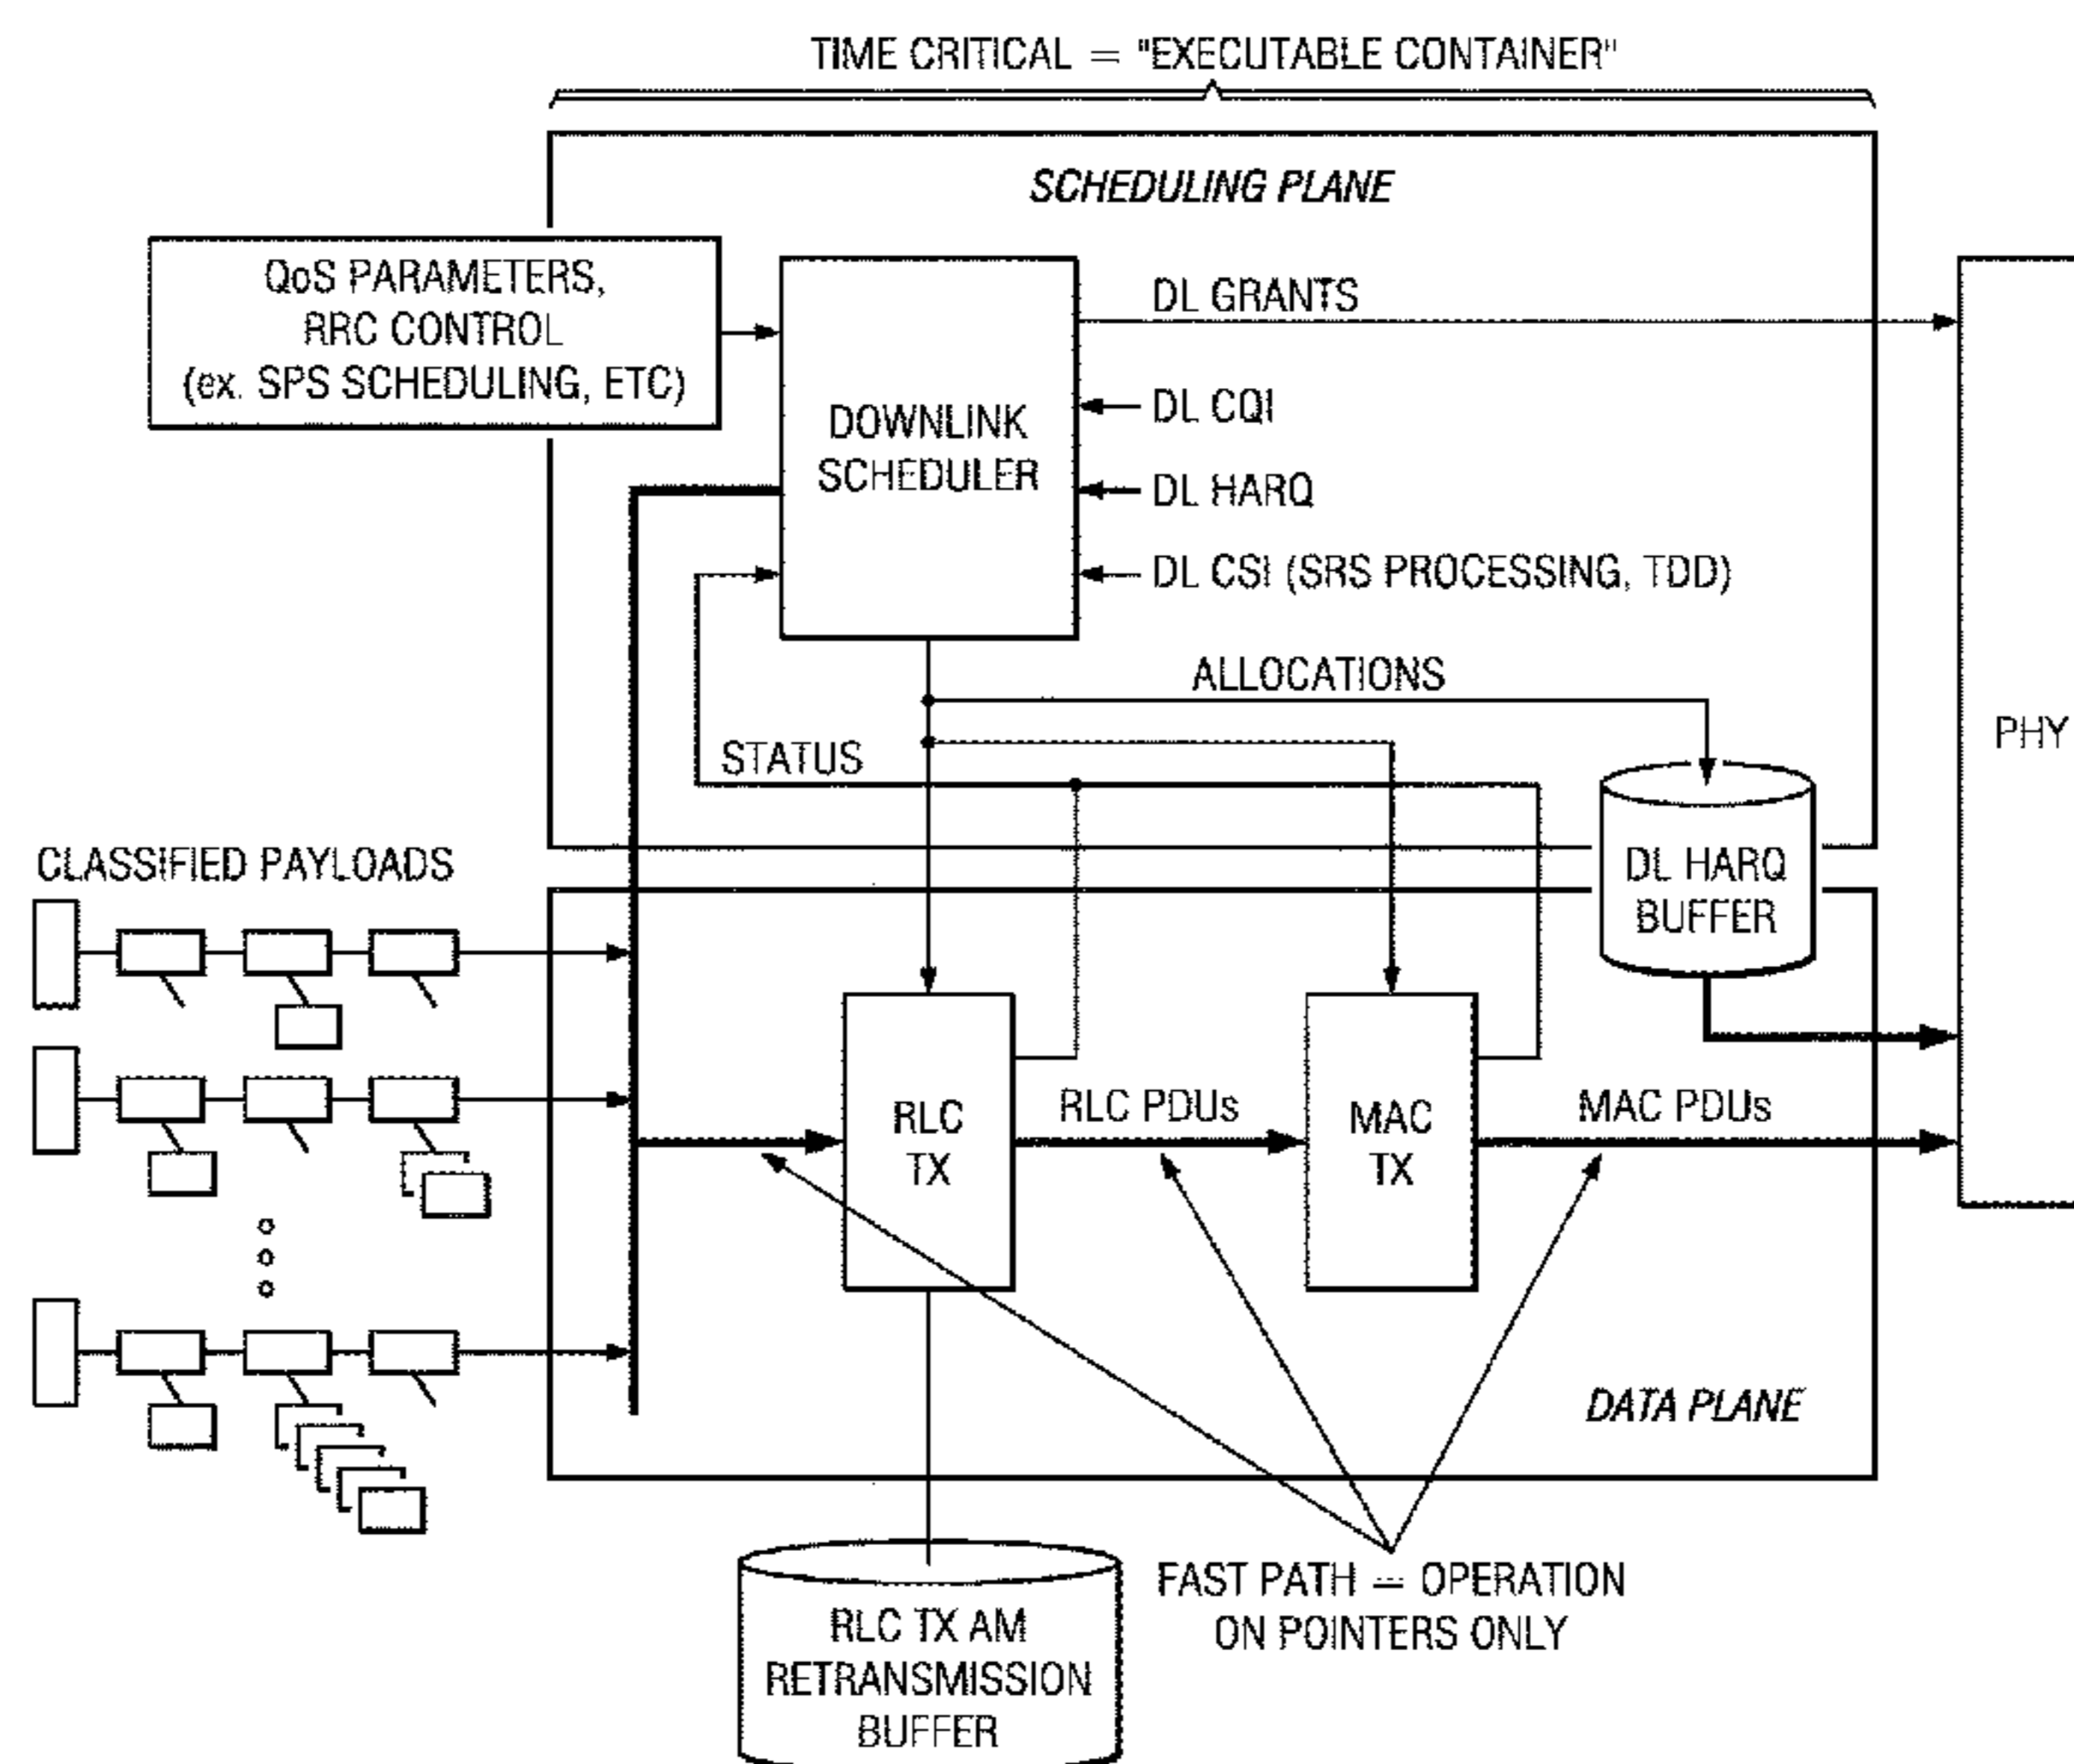 TIME CRITICAL = "EXECUTABLE CONTAINER"
SCHEDULING PLANE
QoS PARAMETERS,
RRC CONTROL
(ex. SPS SCHEDULING, ETC)
DOWNLINK
SCHEDULER
DL GRANTS
DL CQI
DL HARQ
DL CSI (SRS PROCESSING, TDD)
ALLOCATIONS
STATUS
PHY
CLASSIFIED PAYLOADS
DL HARQ
BUFFER
RLC
TX
RLC PDUs
MAC
TX
MAC PDUs
DATA PLANE
FAST PATH = OPERATION
ON POINTERS ONLY
RLC TX AM
RETRANSMISSION
BUFFER